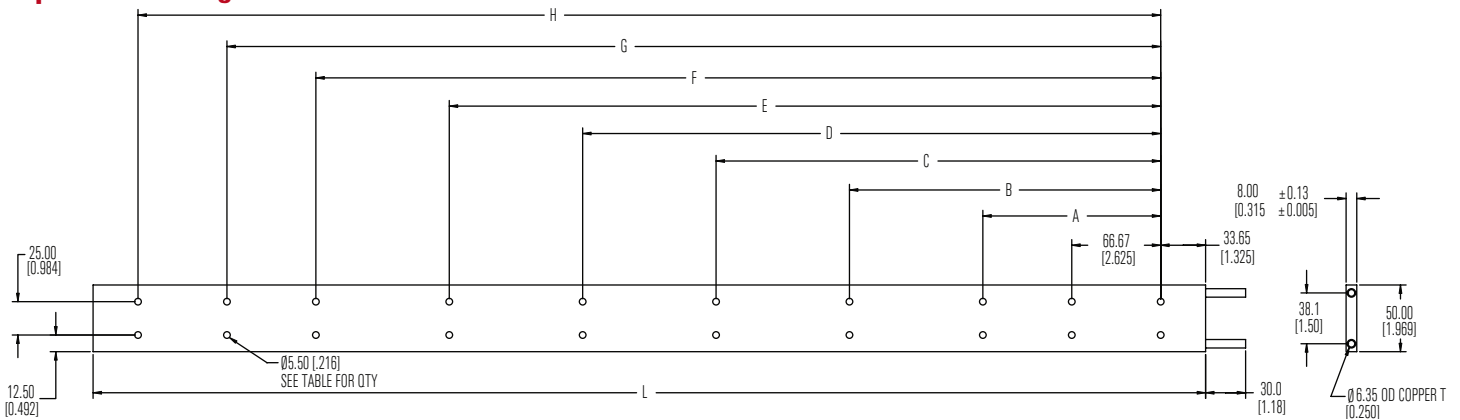 H
G
F
E
D
C
B
A
8.00 ±0.13
[0.315 ±0.005]
66.67
[2.625]
33.65
[1.325]
25.00
[0.984]
38.1
[1.50]
50.00
[1.969]
Ø5.50 [.216]
SEE TABLE FOR QTY
12.50
[0.492]
L
30.0
[1.18]
Ø6.35 OD COPPER T
[0.250]